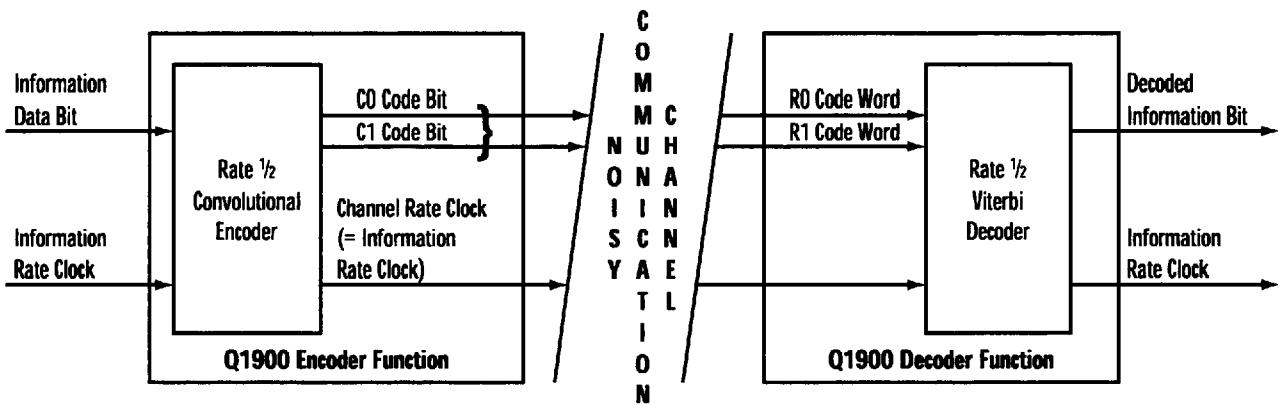 Information
Data Bit
Information
Rate Clock
Rate 1/2
Convolutional
Encoder
C0 Code Bit
C1 Code Bit
}
Channel Rate Clock
(= Information
Rate Clock)
Q1900 Encoder Function
NOISY
COMMUNICATION
CHANNEL
R0 Code Word
R1 Code Word
Rate 1/2
Viterbi
Decoder
Q1900 Decoder Function
Decoded
Information Bit
Information
Rate Clock